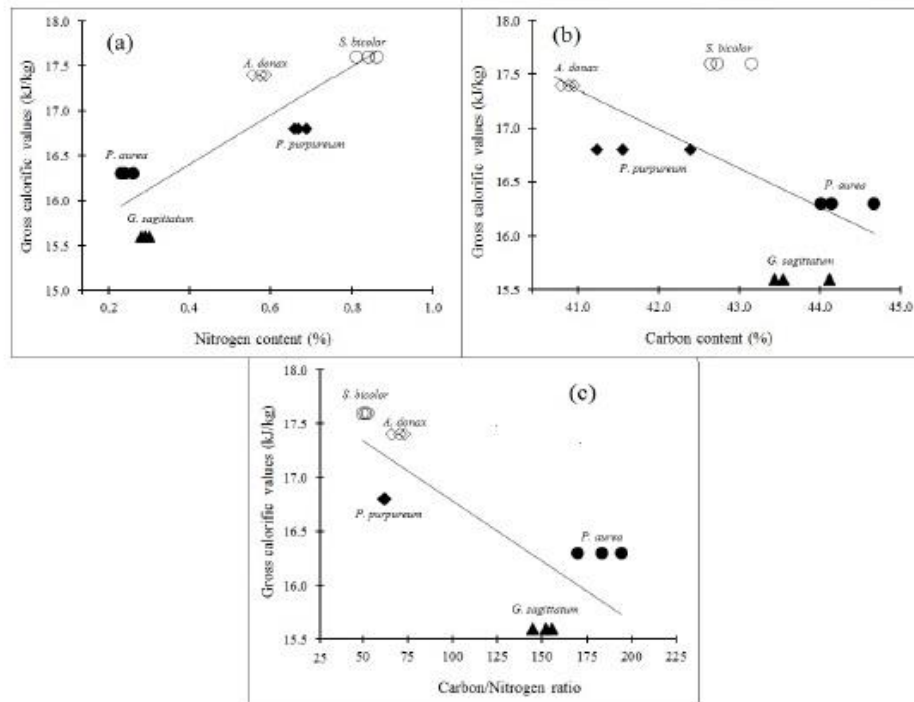 (a)
Gross calorific values (kJ/kg)
18.0
17.5
17.0
16.5
16.0
15.5
15.0
S. bicolor
A. donax
P. purpureum
P. aurea
G. sagittatum
0.2 0.4 0.6 0.8 1.0
Nitrogen content (%)
(b)
Gross calorific values (kJ/kg)
18.0
17.5
17.0
16.5
16.0
15.5
S. bicolor
A. donax
P. purpureum
P. aurea
G. sagittatum
41.0 42.0 43.0 44.0 45.0
Carbon content (%)
(c)
Gross calorific values (kJ/kg)
18.0
17.5
17.0
16.5
16.0
15.5
S. bicolor
A. donax
P. purpureum
P. aurea
G. sagittatum
25 50 75 100 125 150 175 200 225
Carbon/Nitrogen ratio